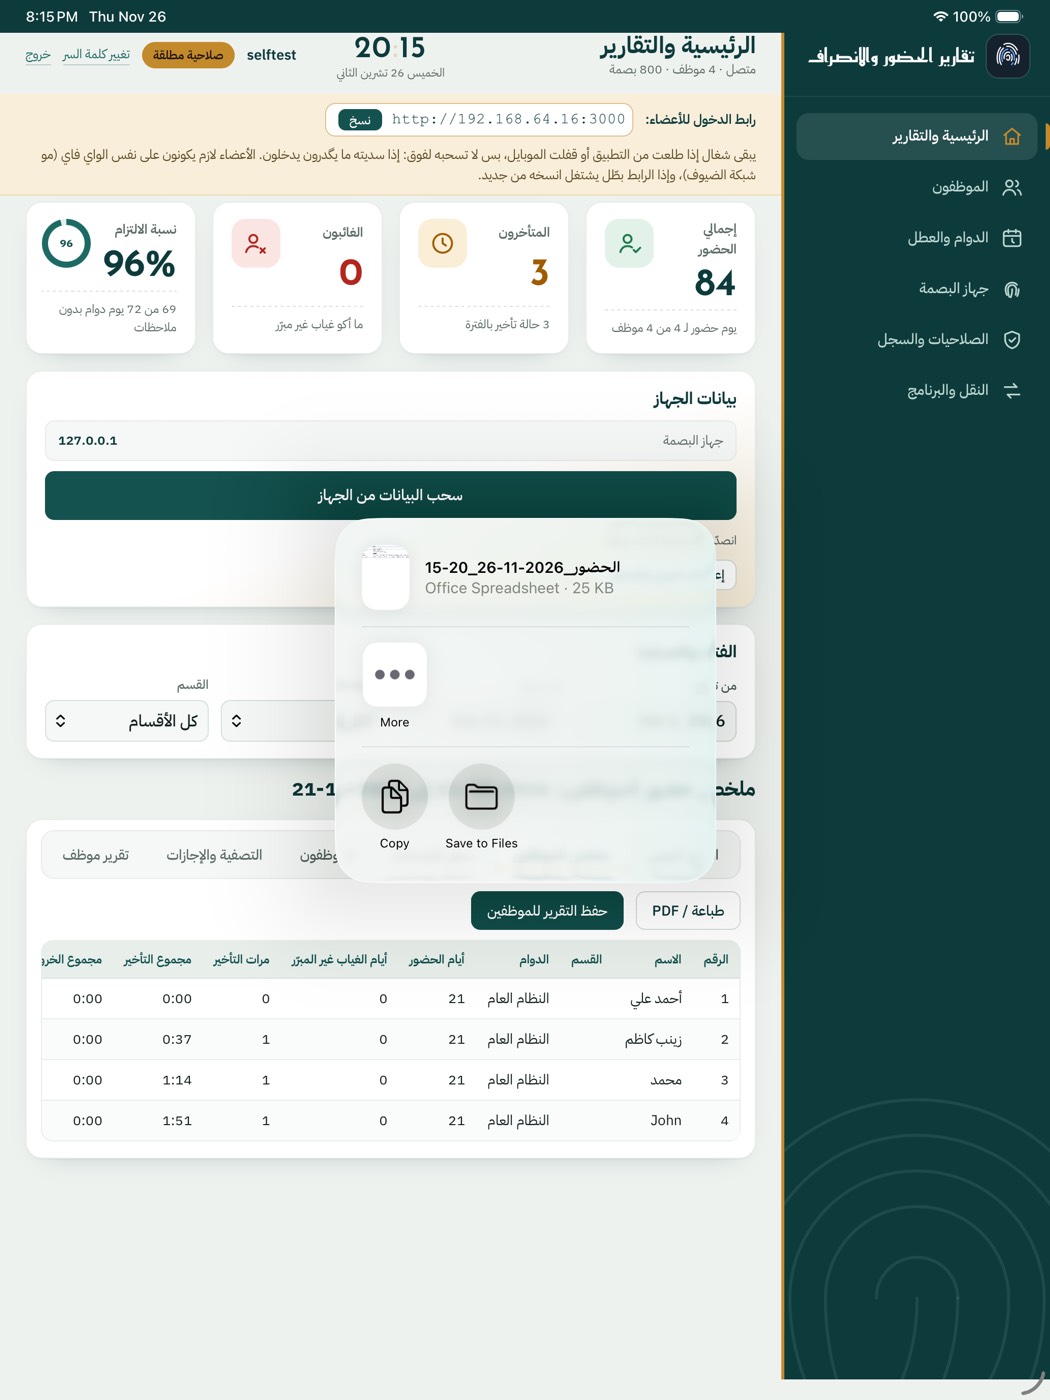 8:15 PM Thu Nov 26
100%
تقارير الحضور والانصراف
الرئيسية والتقارير
الموظفون
الدوام والعطل
جهاز البصمة
الصلاحيات والسجل
النقل والبرنامج
الرئيسية والتقارير
متصل · 4 موظف · 800 بصمة
20:15
الخميس 26 تشرين الثاني
selftest
صلاحية مطلقة
تغيير كلمة السر
خروج
رابط الدخول للأعضاء:
http://192.168.64.16:3000
نسخ
يبقى شغال إذا طلعت من التطبيق أو قفلت الموبايل، بس لا تسحبه لفوق: إذا سديته ما يگدرون يدخلون. الأعضاء لازم يكونون على نفس الواي فاي (مو
شبكة الضيوف)، وإذا الرابط بطّل يشتغل انسخه من جديد.
إجمالي
الحضور
84
يوم حضور لـ 4 من 4 موظف
المتأخرون
3
3 حالة تأخير بالفترة
الغائبون
0
ما أكو غياب غير مبرّر
نسبة الالتزام
96
96%
69 من 72 يوم دوام بدون
ملاحظات
بيانات الجهاز
جهاز البصمة
127.0.0.1
سحب البيانات من الجهاز
الحضور_2026-11-26_20-15
Office Spreadsheet · 25 KB
More
Copy
Save to Files
من
القسم
كل الأقسام
ملخص
21-1
التصفية والإجازات
تقرير موظف
طباعة / PDF
حفظ التقرير للموظفين
الرقم الاسم القسم الدوام أيام الحضور أيام الغياب غير المبرّر مرات التأخير مجموع التأخير مجموع
1 أحمد علي النظام العام 21 0 0 0:00 0:00
2 زينب كاظم النظام العام 21 0 1 0:37 0:00
3 محمد النظام العام 21 0 1 1:14 0:00
4 John النظام العام 21 0 1 1:51 0:00